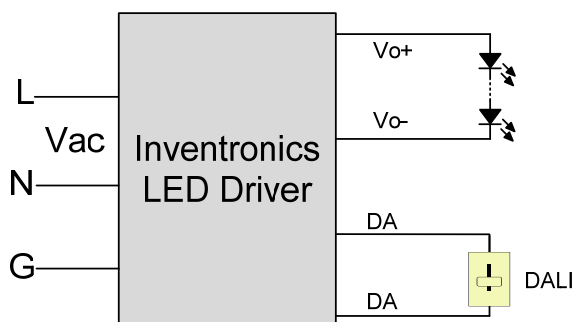 L
Vac
N
G
Inventronics
LED Driver
Vo+
Vo-
DA
DA
DALI